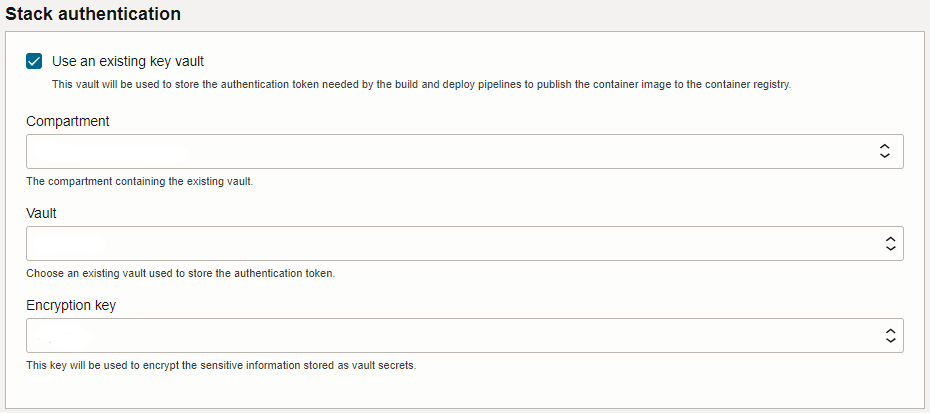 Stack authentication
Use an existing key vault
This vault will be used to store the authentication token needed by the build and deploy pipelines to publish the container image to the container registry.
Compartment
The compartment containing the existing vault.
Vault
Choose an existing vault used to store the authentication token.
Encryption key
This key will be used to encrypt the sensitive information stored as vault secrets.